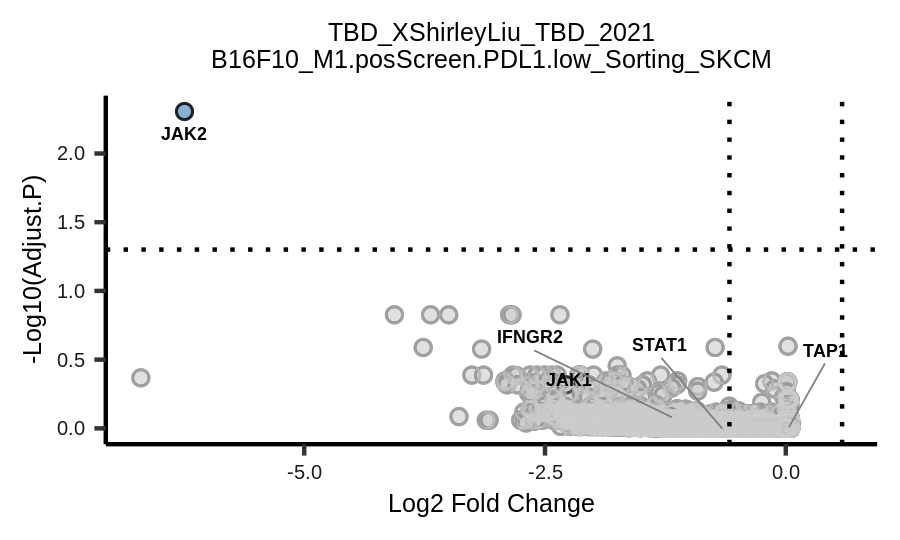 TBD_XShirleyLiu_TBD_2021
B16F10_M1.posScreen.PDL1.low_Sorting_SKCM
-Log10(Adjust.P)
2.0
1.5
1.0
0.5
0.0
JAK2
IFNGR2
STAT1
TAP1
JAK1
-5.0
-2.5
0.0
Log2 Fold Change